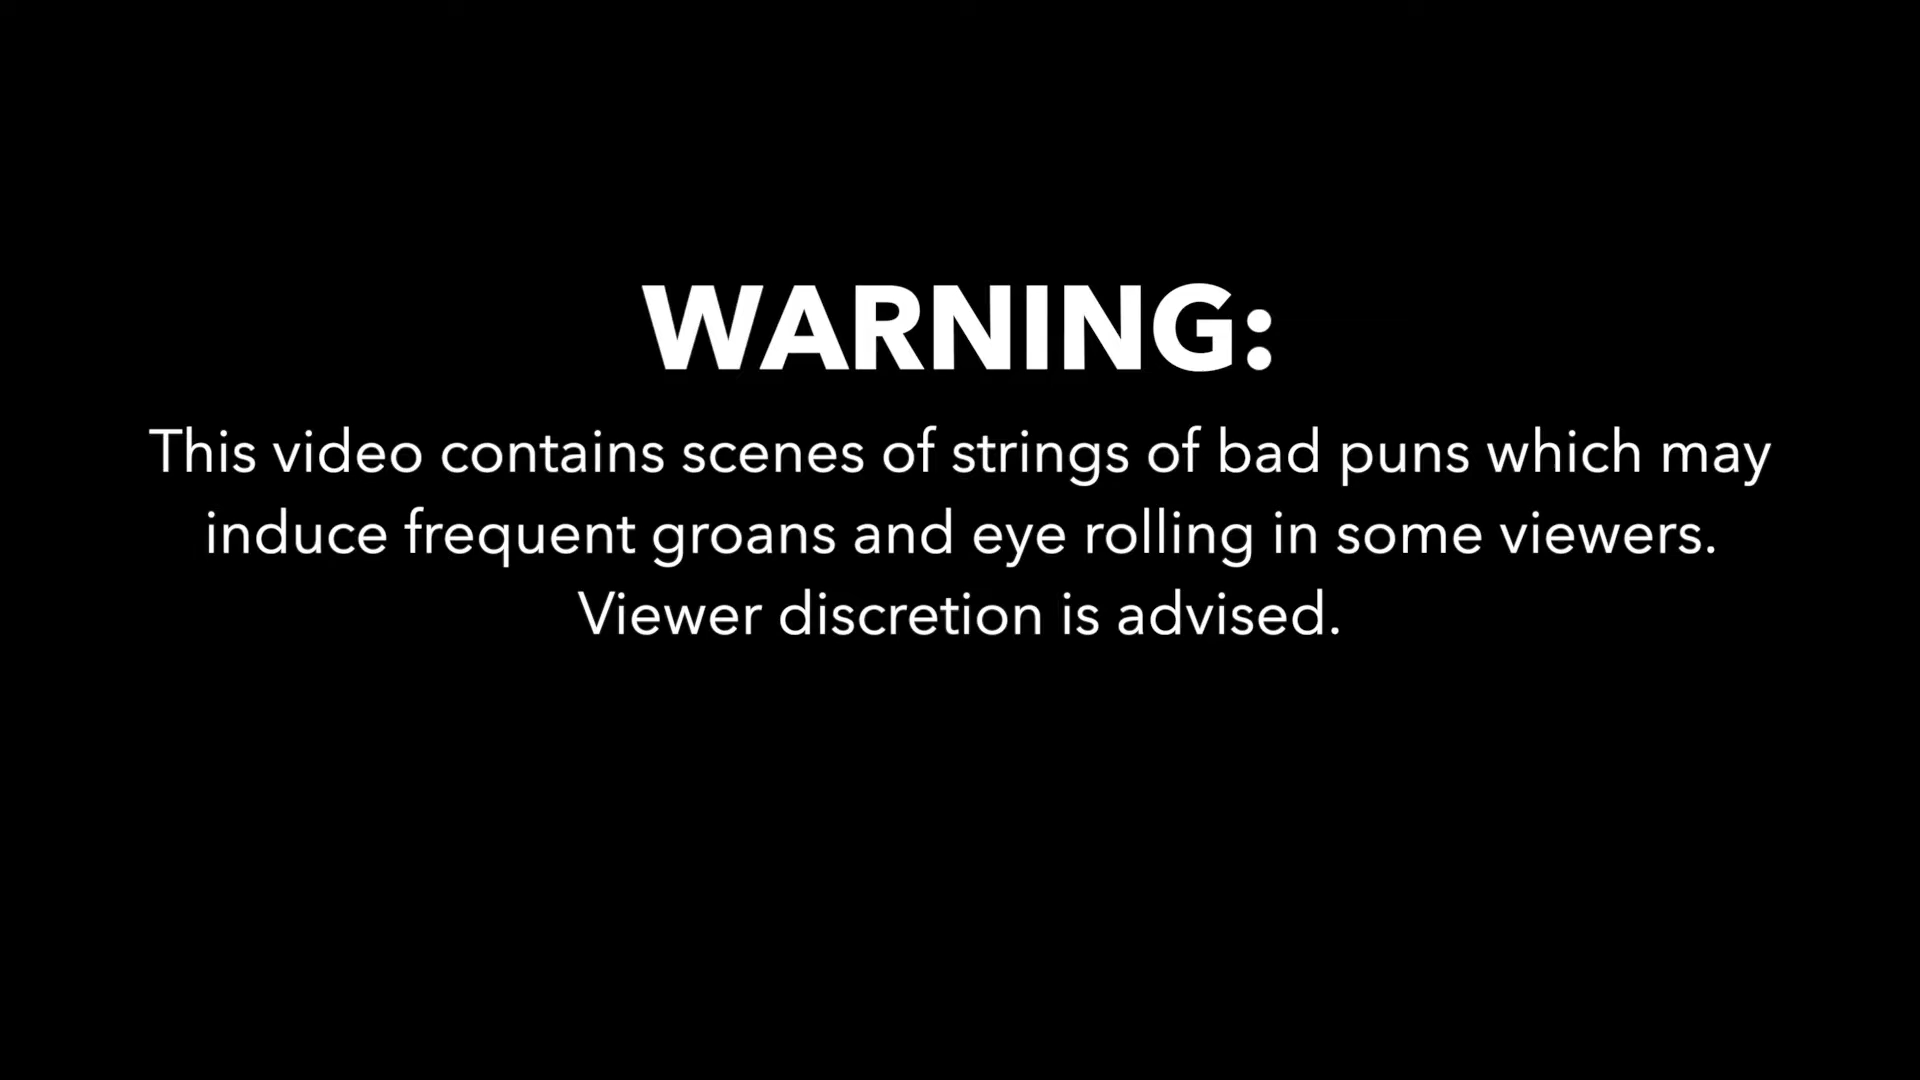 WARNING:
This video contains scenes of strings of bad puns which may
induce frequent groans and eye rolling in some viewers.
Viewer discretion is advised.